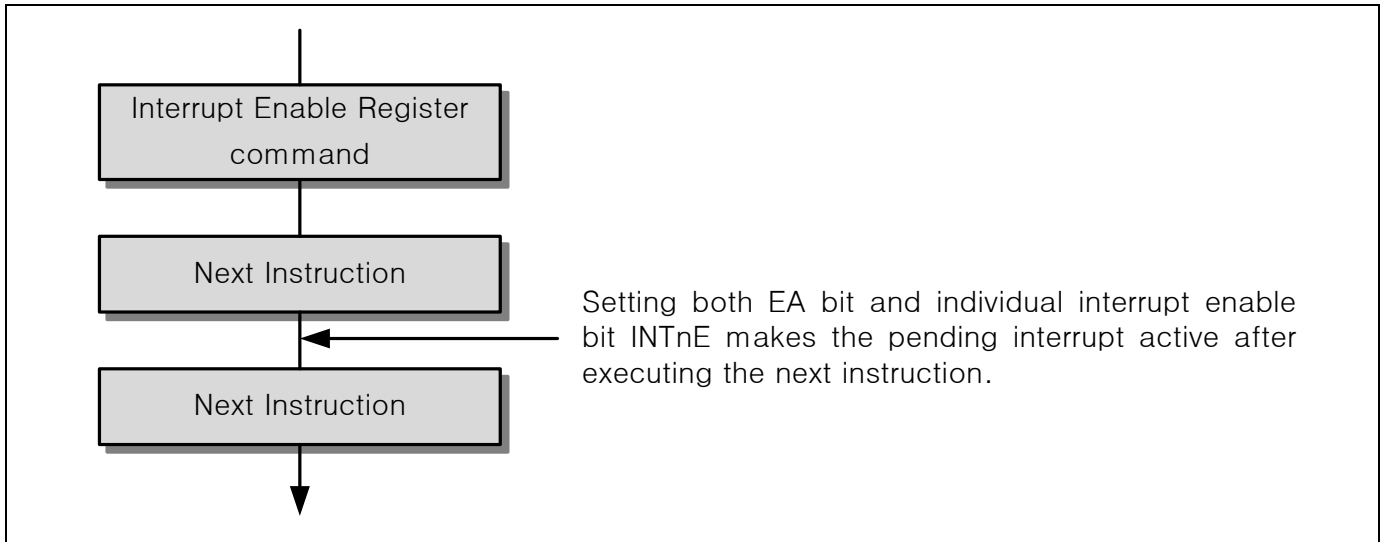 Interrupt Enable Register
command
Next Instruction
Setting both EA bit and individual interrupt enable
bit INTnE makes the pending interrupt active after
executing the next instruction.
Next Instruction